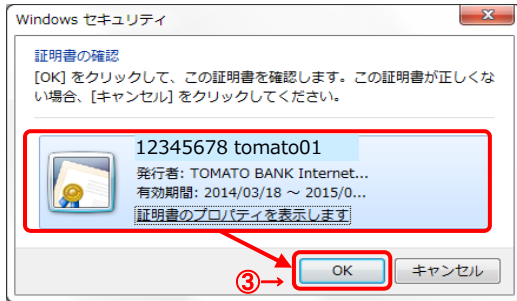 Windows セキュリティ
証明書の確認
[OK] をクリックして、この証明書を確認します。この証明書が正しくな
い場合、[キャンセル] をクリックしてください。
12345678 tomato01
発行者: TOMATO BANK Internet...
有効期間: 2014/03/18 ～ 2015/0...
証明書のプロパティを表示します
③→
OK
キャンセル